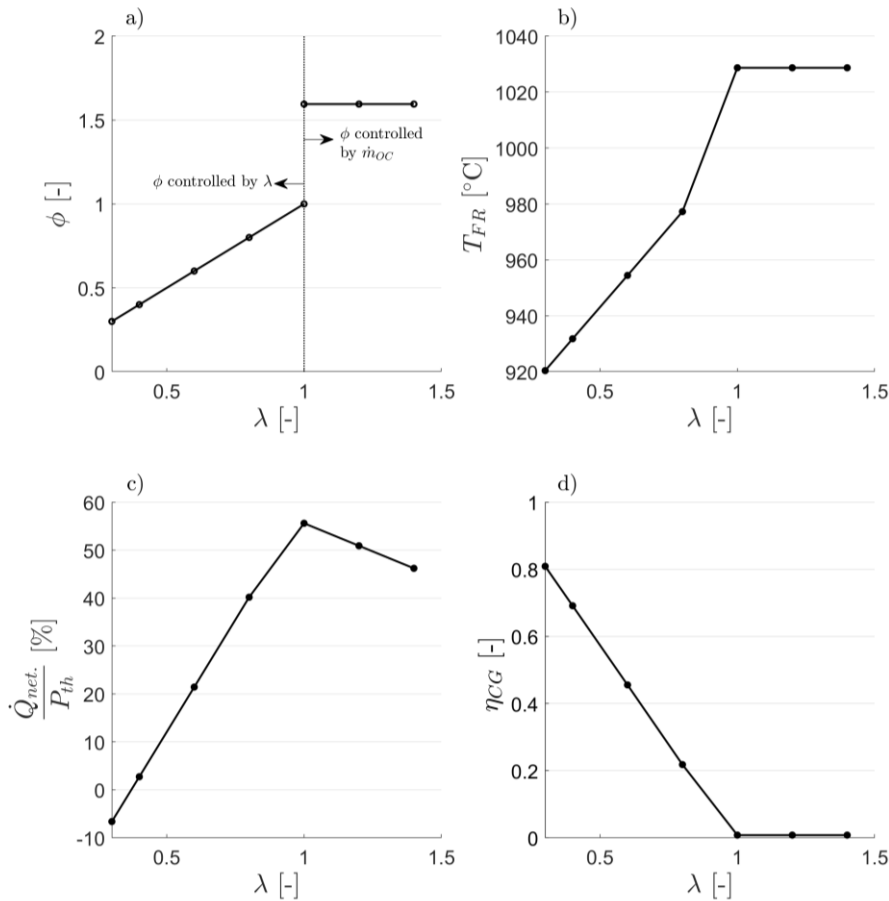 a)
2
1.5
1
0.5
0
ϕ [-]
ϕ controlled
by ṁ_OC
ϕ controlled by λ
0.5
1
1.5
λ [-]
b)
1040
1020
1000
980
960
940
920
T_FR [°C]
0.5
1
1.5
λ [-]
c)
60
50
40
30
20
10
0
-10
Q̇_net. / P_th [%]
0.5
1
1.5
λ [-]
d)
1
0.8
0.6
0.4
0.2
0
η_CG [-]
0.5
1
1.5
λ [-]